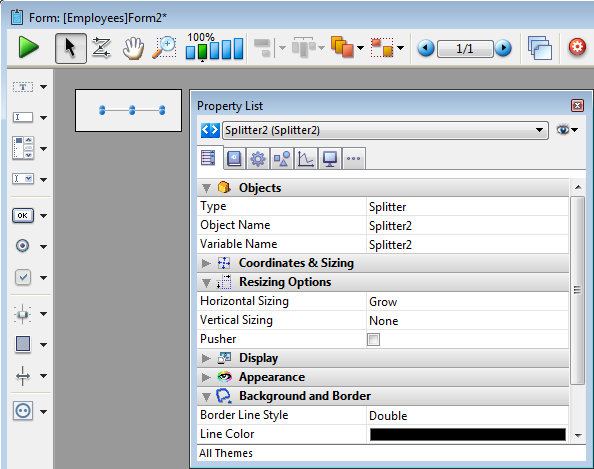 Form: [Employees]Form2*
100%
1/1
T
I
I
OK
Property List
Splitter2 (Splitter2)
Objects
Type Splitter
Object Name Splitter2
Variable Name Splitter2
Coordinates & Sizing
Resizing Options
Horizontal Sizing Grow
Vertical Sizing None
Pusher
Display
Appearance
Background and Border
Border Line Style Double
Line Color
All Themes